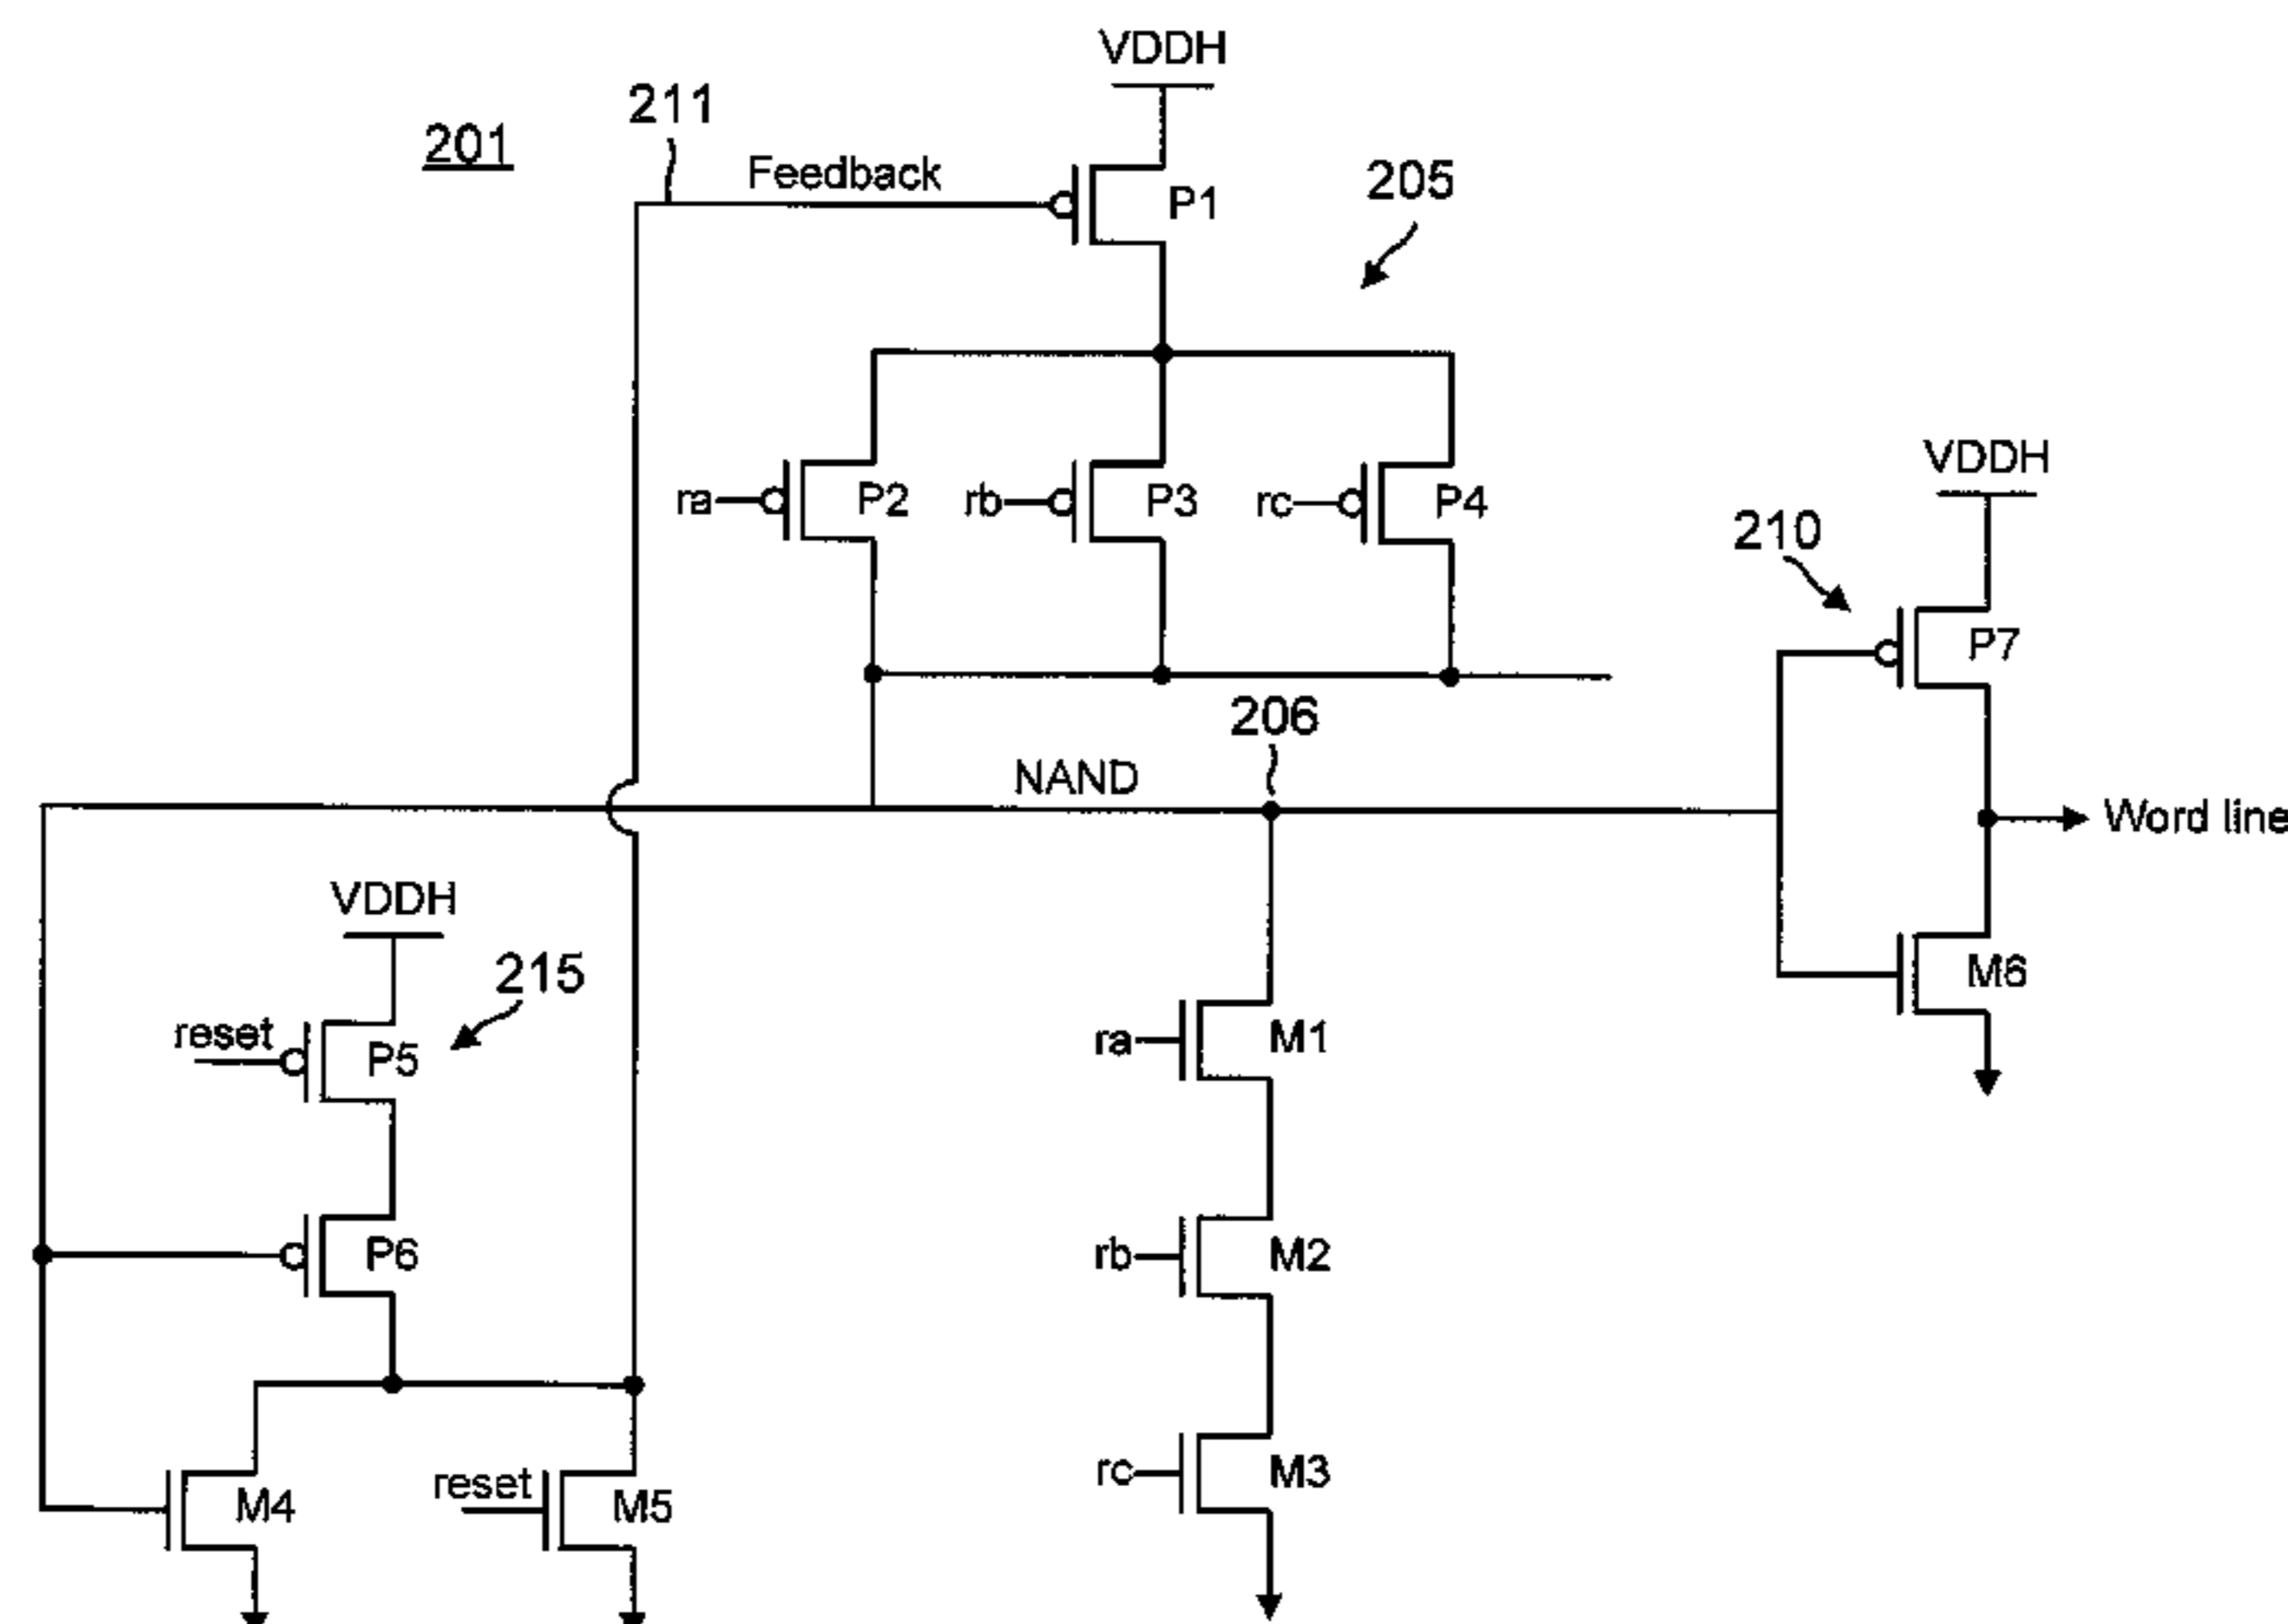 VDDH
211
201
Feedback
P1
205
ra
P2
rb
P3
rc
P4
VDDH
210
P7
206
NAND
Word line
VDDH
215
reset
P5
ra
M1
M6
P6
rb
M2
reset
M4
M5
rc
M3